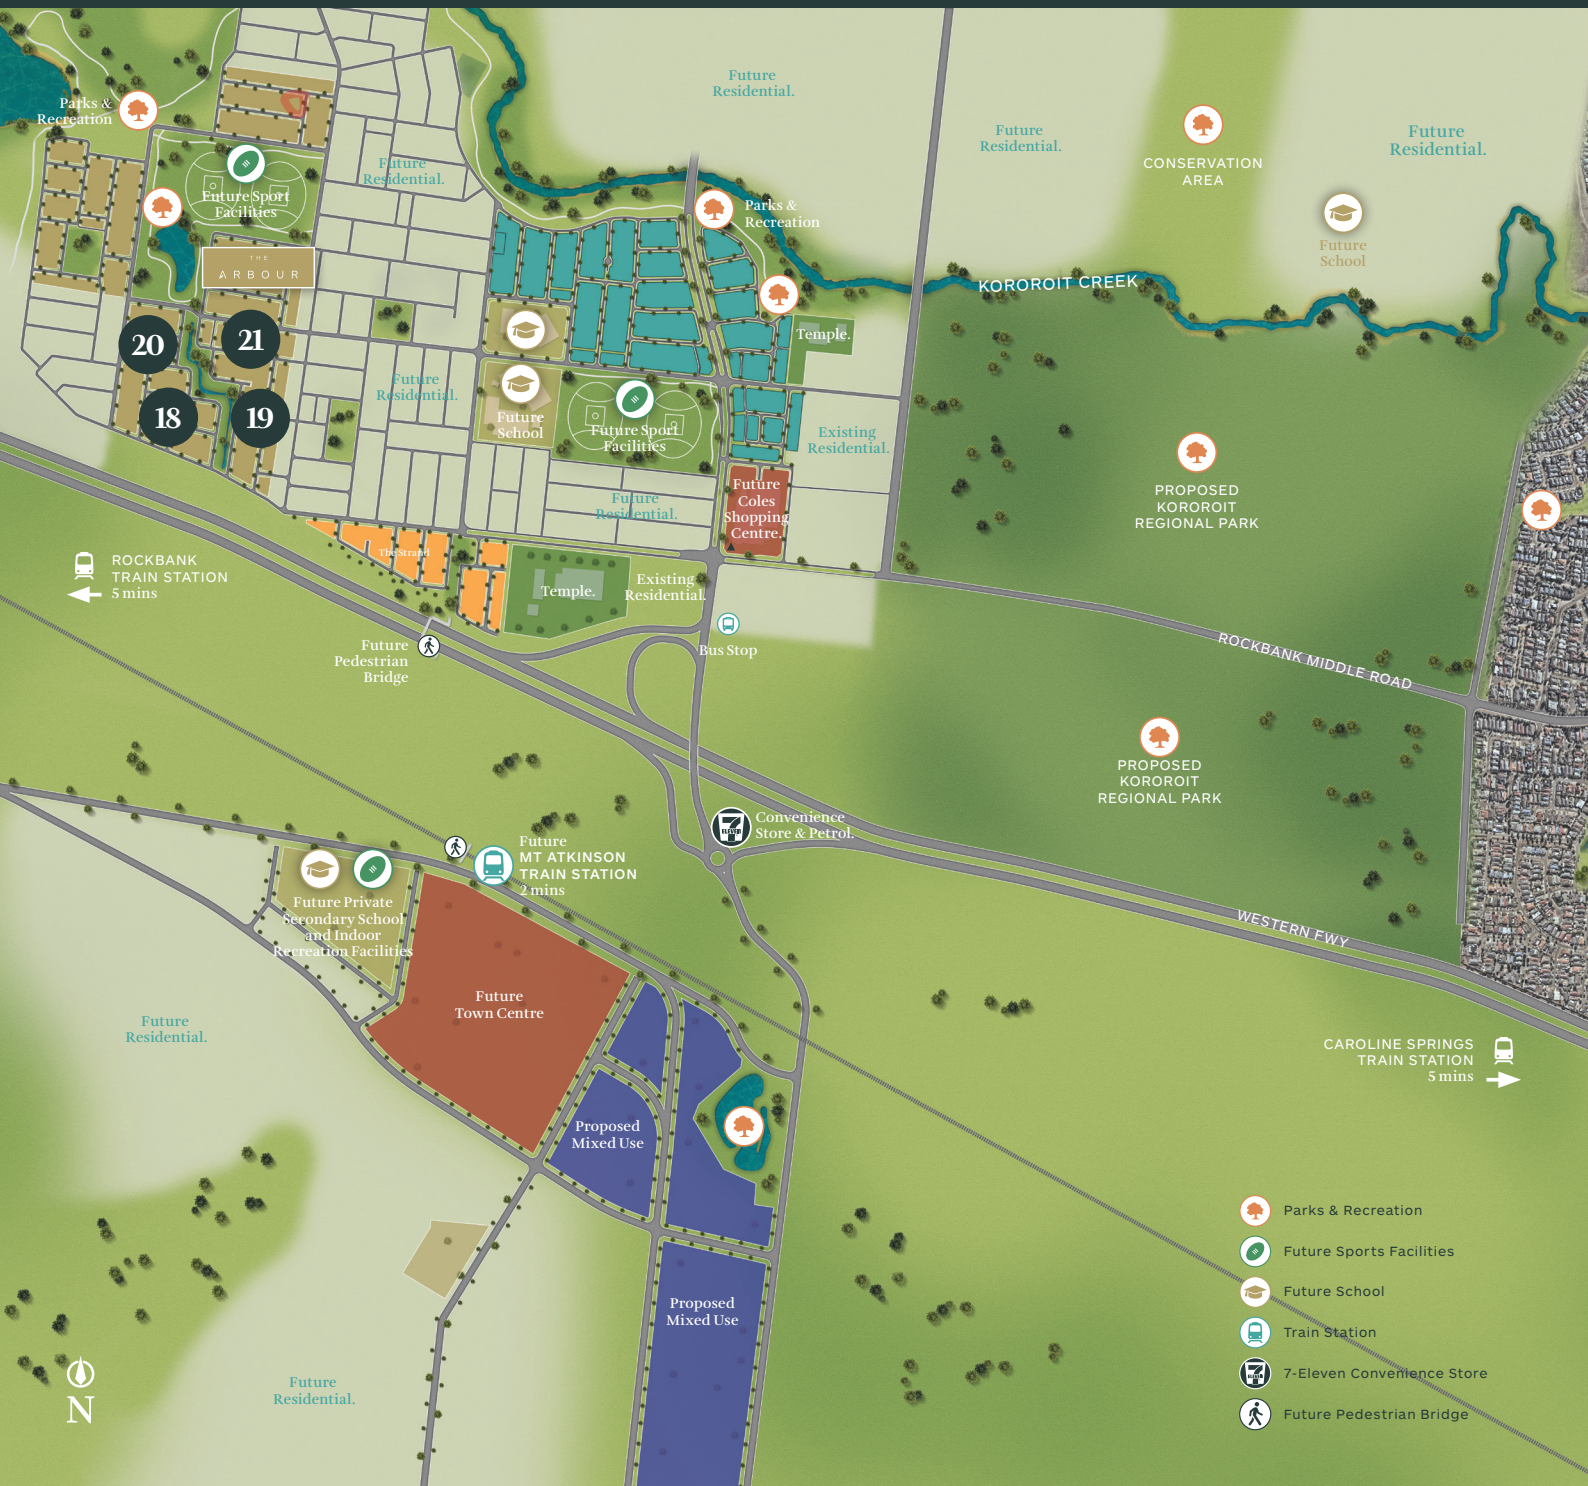 Future
Residential.
Parks &
Recreation
Future
Residential.
Future
Residential.
CONSERVATION
AREA
Future
Residential.
Future
Residential.
Future Sport
Facilities
Parks &
Recreation
Future
School
THE
ARBOUR
KOROROIT CREEK
20
21
18
19
Temple.
Future
Residential.
Future
School
Future Sport
Facilities
Existing
Residential.
Future
Residential.
Future
Coles
Shopping
Centre.
PROPOSED
KOROROIT
REGIONAL PARK
The Strand
ROCKBANK
TRAIN STATION
5 mins
Temple.
Existing
Residential.
Bus Stop
Future
Pedestrian
Bridge
ROCKBANK MIDDLE ROAD
PROPOSED
KOROROIT
REGIONAL PARK
7
ELEVEN
Convenience
Store & Petrol.
Future
MT ATKINSON
TRAIN STATION
2 mins
Future Private
Secondary School
and Indoor
Recreation Facilities
WESTERN FWY
Future
Town Centre
Future
Residential.
CAROLINE SPRINGS
TRAIN STATION
5 mins
Proposed
Mixed Use
Proposed
Mixed Use
Future
Residential.
N
Parks & Recreation
Future Sports Facilities
Future School
Train Station
7
ELEVEN
7-Eleven Convenience Store
Future Pedestrian Bridge